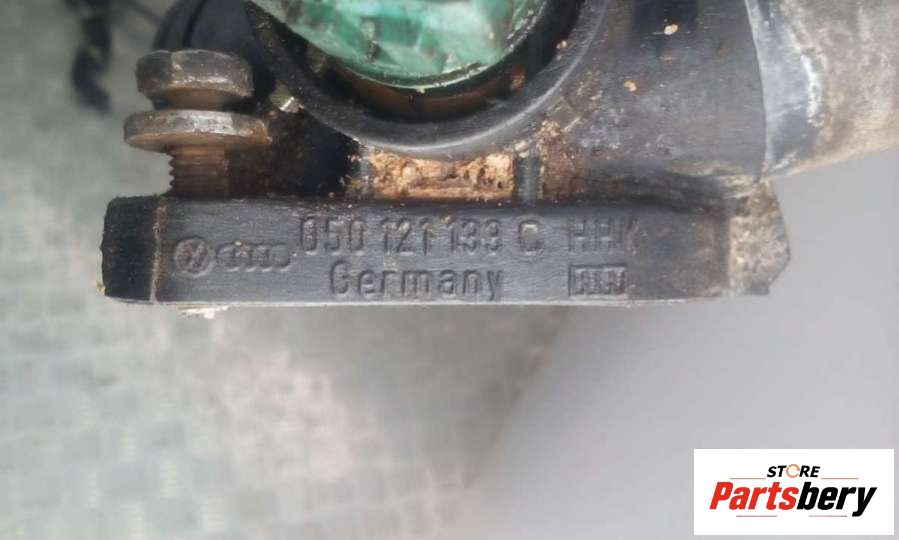 050 121 133 C HHK
Germany
STORE
Partsbery